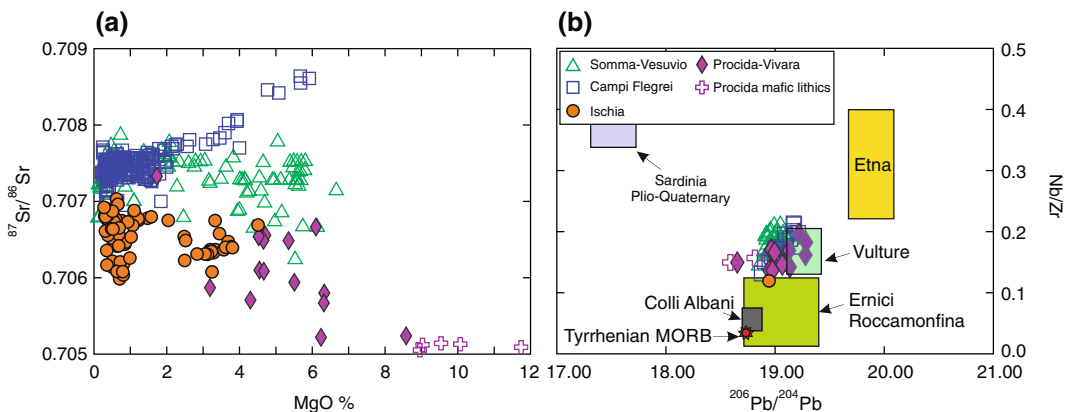 (a)
0.709
0.708
0.707
0.706
0.705
87Sr/86Sr
0
2
4
6
8
10
12
MgO %
(b)
Somma-Vesuvio
Campi Flegrei
Ischia
Procida-Vivara
Procida mafic lithics
Sardinia
Plio-Quaternary
Etna
Vulture
Colli Albani
Ernici
Roccamonfina
Tyrrhenian MORB
0.5
0.4
0.3
0.2
0.1
0.0
Nb/Zr
17.00
18.00
19.00
20.00
21.00
206Pb/204Pb